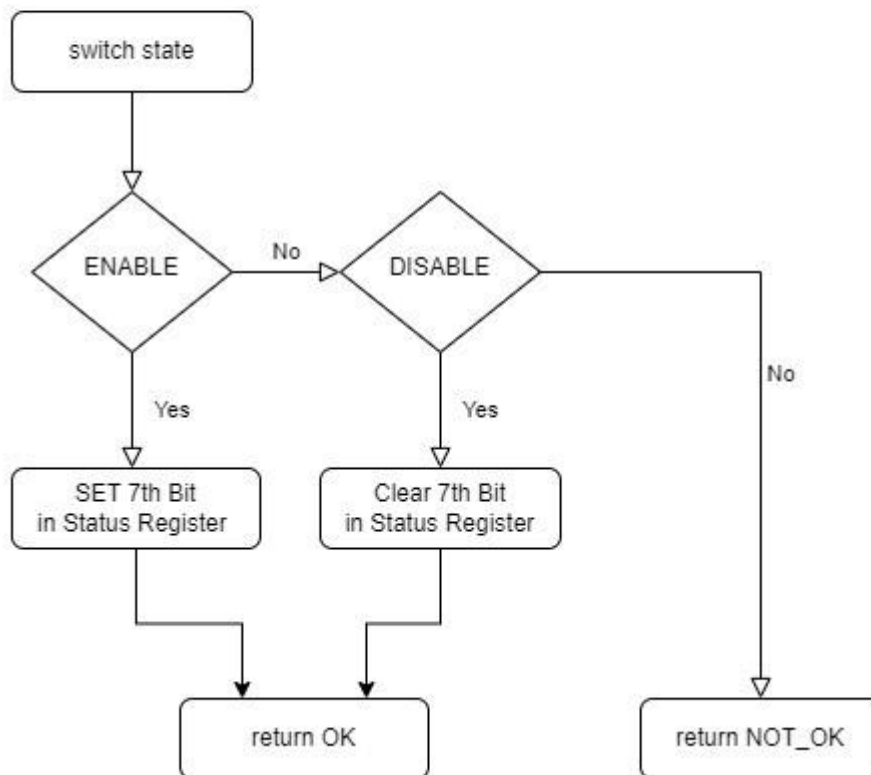 switch state
ENABLE
No
DISABLE
No
Yes
Yes
SET 7th Bit
in Status Register
Clear 7th Bit
in Status Register
return OK
return NOT_OK